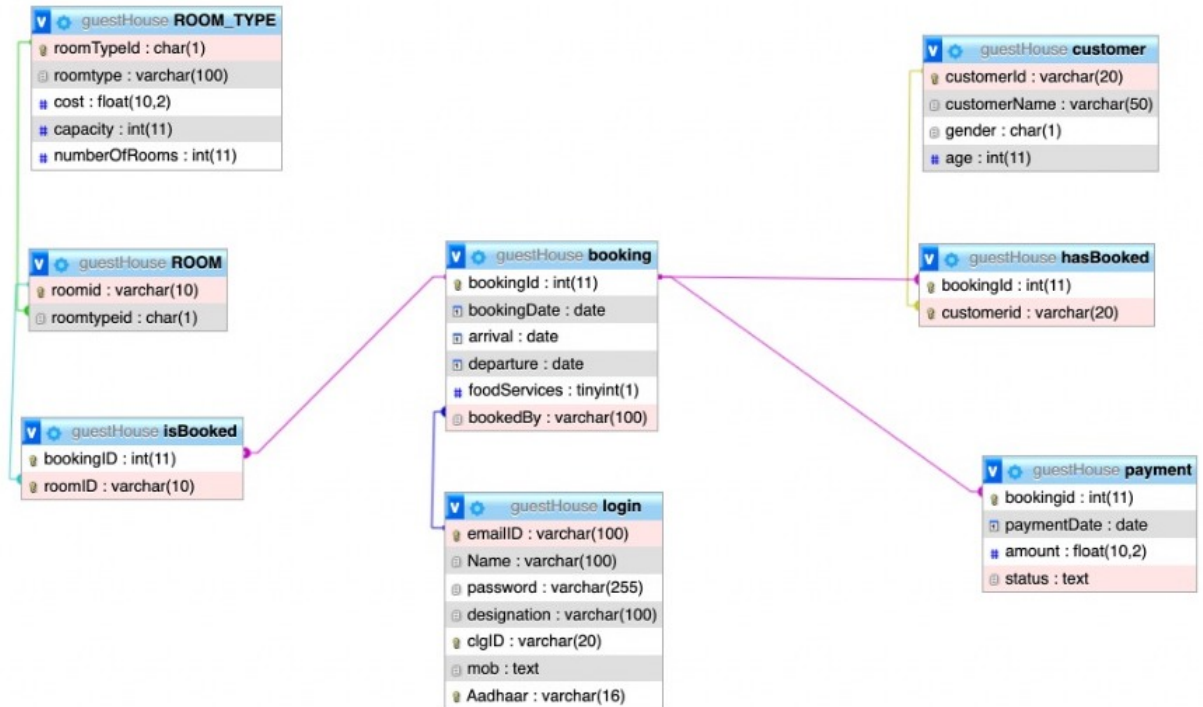 V guestHouse ROOM_TYPE
roomTypeId : char(1)
roomtype : varchar(100)
# cost : float(10,2)
# capacity : int(11)
# numberOfRooms : int(11)
V guestHouse ROOM
roomid : varchar(10)
roomtypeid : char(1)
V guestHouse isBooked
bookingID : int(11)
roomID : varchar(10)
V guestHouse booking
bookingId : int(11)
bookingDate : date
arrival : date
departure : date
# foodServices : tinyint(1)
bookedBy : varchar(100)
V guestHouse login
emailID : varchar(100)
Name : varchar(100)
password : varchar(255)
designation : varchar(100)
clgID : varchar(20)
mob : text
Aadhaar : varchar(16)
V guestHouse customer
customerId : varchar(20)
customerName : varchar(50)
gender : char(1)
# age : int(11)
V guestHouse hasBooked
bookingId : int(11)
customerid : varchar(20)
V guestHouse payment
bookingid : int(11)
paymentDate : date
# amount : float(10,2)
status : text